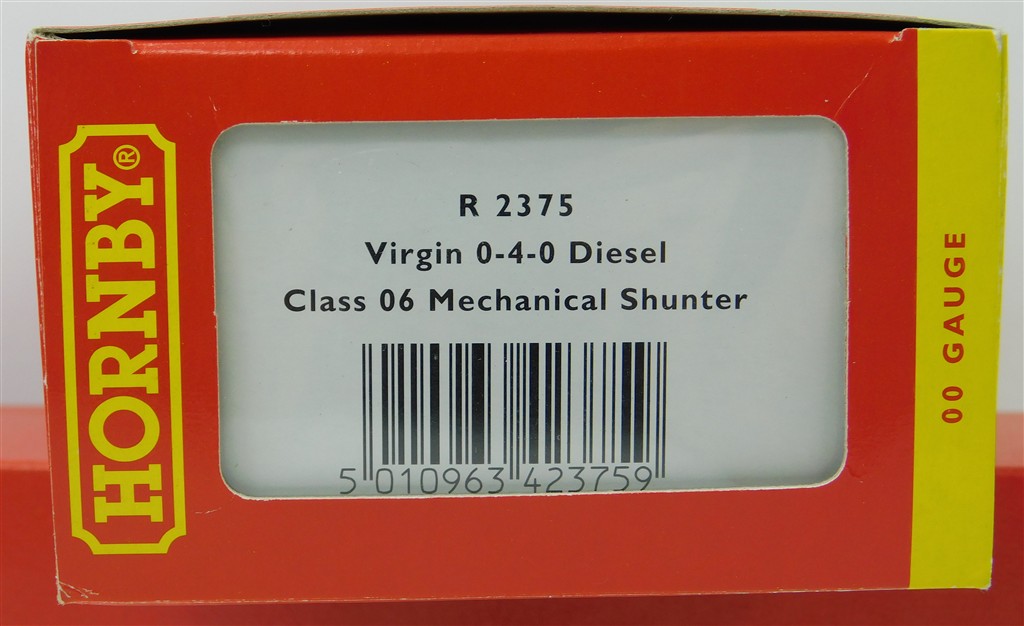 HORNBY®
R 2375
Virgin 0-4-0 Diesel
Class 06 Mechanical Shunter
5 010963 423759
00 GAUGE